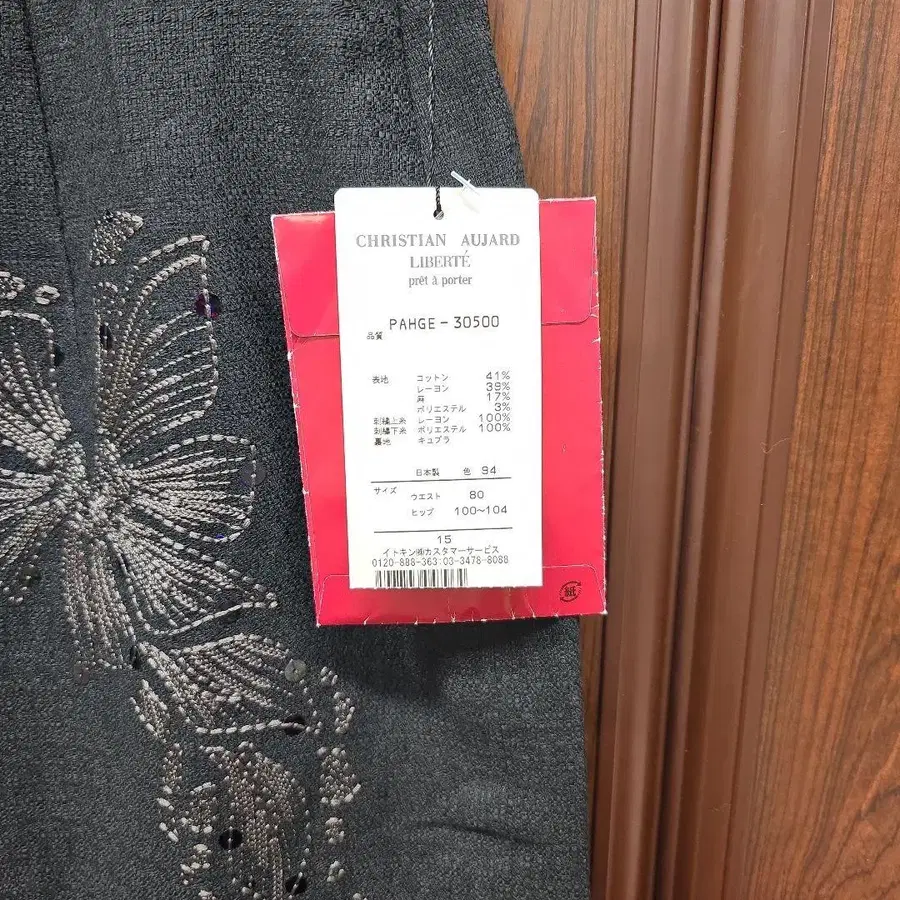 CHRISTIAN AUJARD
LIBERTÉ
prêt à porter
PAHGE-30500
品質
表地 コットン 41%
レーヨン 39%
麻 17%
ポリエステル 3%
刺繍上糸 レーヨン 100%
刺繍下糸 ポリエステル 100%
裏地 キュプラ
日本製 色 94
サイズ
ウエスト 80
ヒップ 100~104
15
イトキン㈱カスタマーサービス
0120-888-363:03-3478-8088
紙